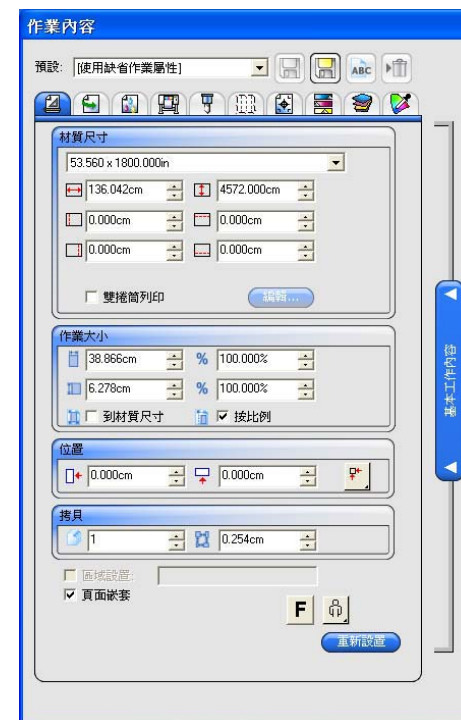 作業內容
預設: [使用缺省作業屬性] ABC
材質尺寸
53.560 x 1800.000in
136.042cm 4572.000cm
0.000cm 0.000cm
0.000cm 0.000cm
雙捲筒列印 編輯...
作業大小
38.866cm % 100.000%
6.278cm % 100.000%
到材質尺寸 按比例
位置
0.000cm 0.000cm
拷貝
1 0.254cm
區域設置:
頁面嵌套
F
重新設置
基本工作內容